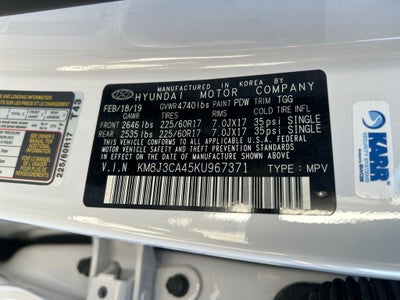 MANUFACTURED IN KOREA BY
HYUNDAI MOTOR COMPANY
FEB/18/19 GVWR4740lbs PAINT PDW TRIM TGG
GAWR TIRES RIMS COLD TIRE INFL
FRONT 2646 lbs 225/60R17 7.0JX17 35psi SINGLE
REAR 2535 lbs 225/60R17 7.0JX17 35psi SINGLE
THIS VEHICLE CONFORMS TO ALL APPLICABLE U.S.A.
FEDERAL MOTOR VEHICLE SAFETY, BUMPER, AND THEFT
PREVENTION STANDARDS IN EFFECT ON THE DATE OF
MANUFACTURE SHOWN ABOVE.
V.I.N KM8J3CA45KU967371 TYPE : MPV
225/60R17 T43
KARR